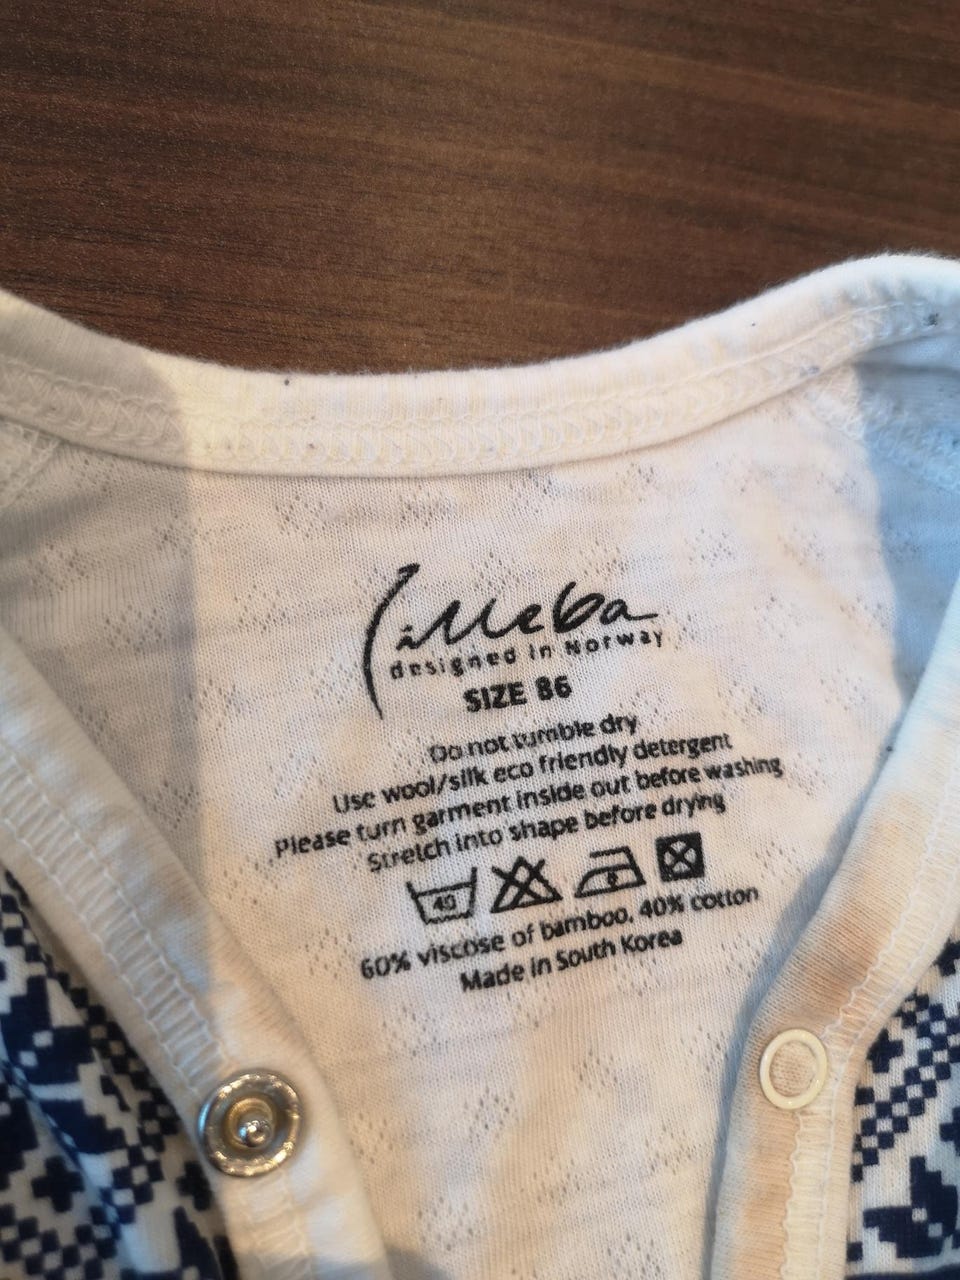 illeba
designed in Norway
SIZE 86
Do not tumble dry
Use wool/silk eco friendly detergent
Please turn garment inside out before washing
Stretch into shape before drying
40
60% viscose of bamboo, 40% cotton
Made in South Korea